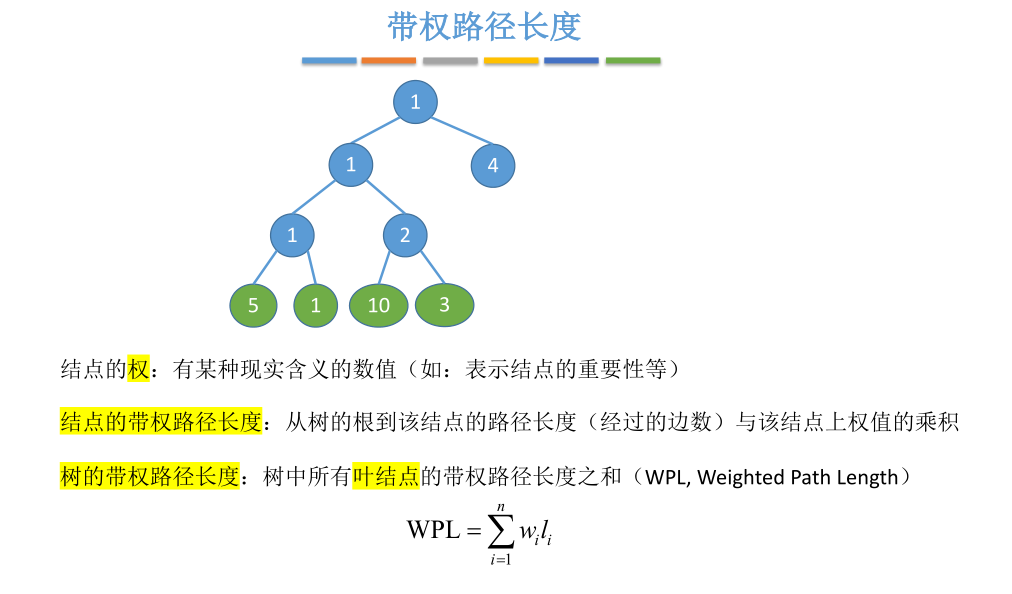 带权路径长度
1
1 4
1 2
5 1 10 3
结点的权：有某种现实含义的数值（如：表示结点的重要性等）
结点的带权路径长度：从树的根到该结点的路径长度（经过的边数）与该结点上权值的乘积
树的带权路径长度：树中所有叶结点的带权路径长度之和（WPL, Weighted Path Length）
n
WPL = ∑ wᵢlᵢ
i=1